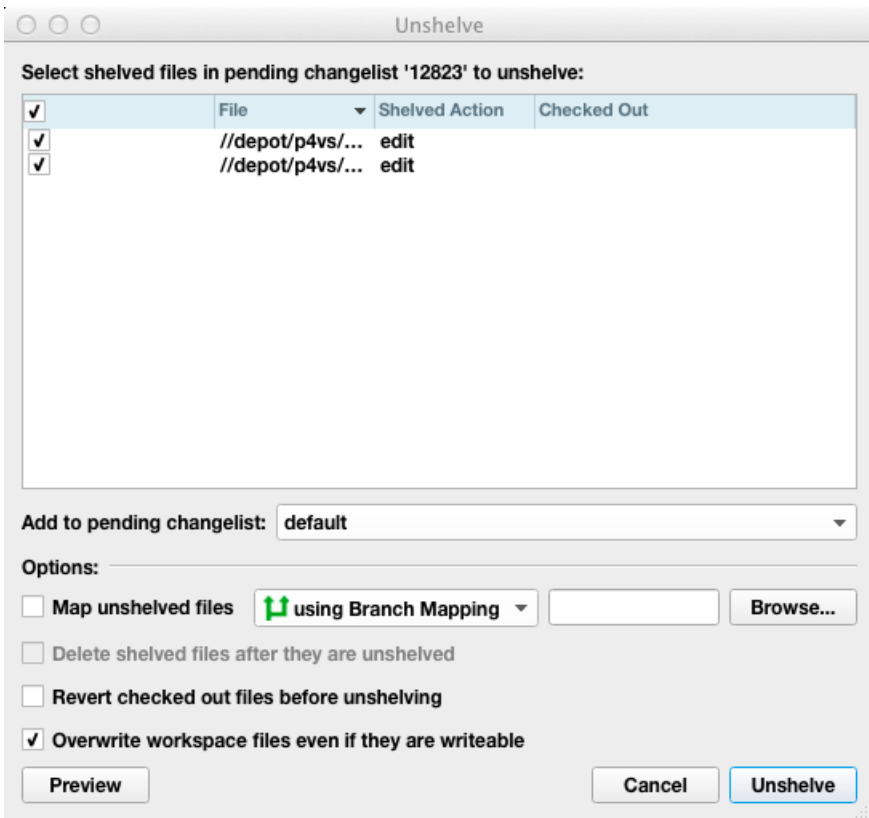 Unshelve
Select shelved files in pending changelist '12823' to unshelve:
File Shelved Action Checked Out
//depot/p4vs/... edit
//depot/p4vs/... edit
Add to pending changelist: default
Options:
Map unshelved files using Branch Mapping Browse...
Delete shelved files after they are unshelved
Revert checked out files before unshelving
Overwrite workspace files even if they are writeable
Preview Cancel Unshelve